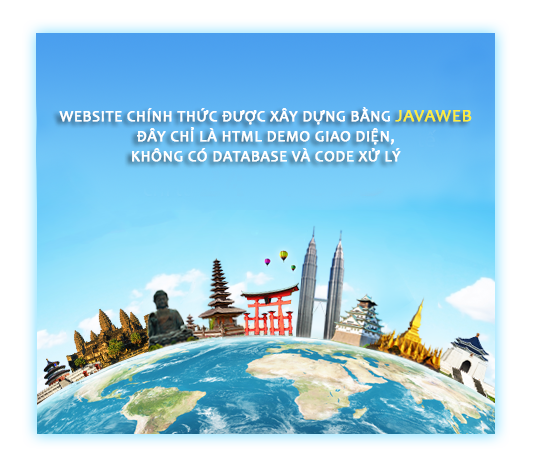 WEBSITE CHÍNH THỨC ĐƯỢC XÂY DỰNG BẰNG JAVAWEB
ĐÂY CHỈ LÀ HTML DEMO GIAO DIỆN,
KHÔNG CÓ DATABASE VÀ CODE XỬ LÝ